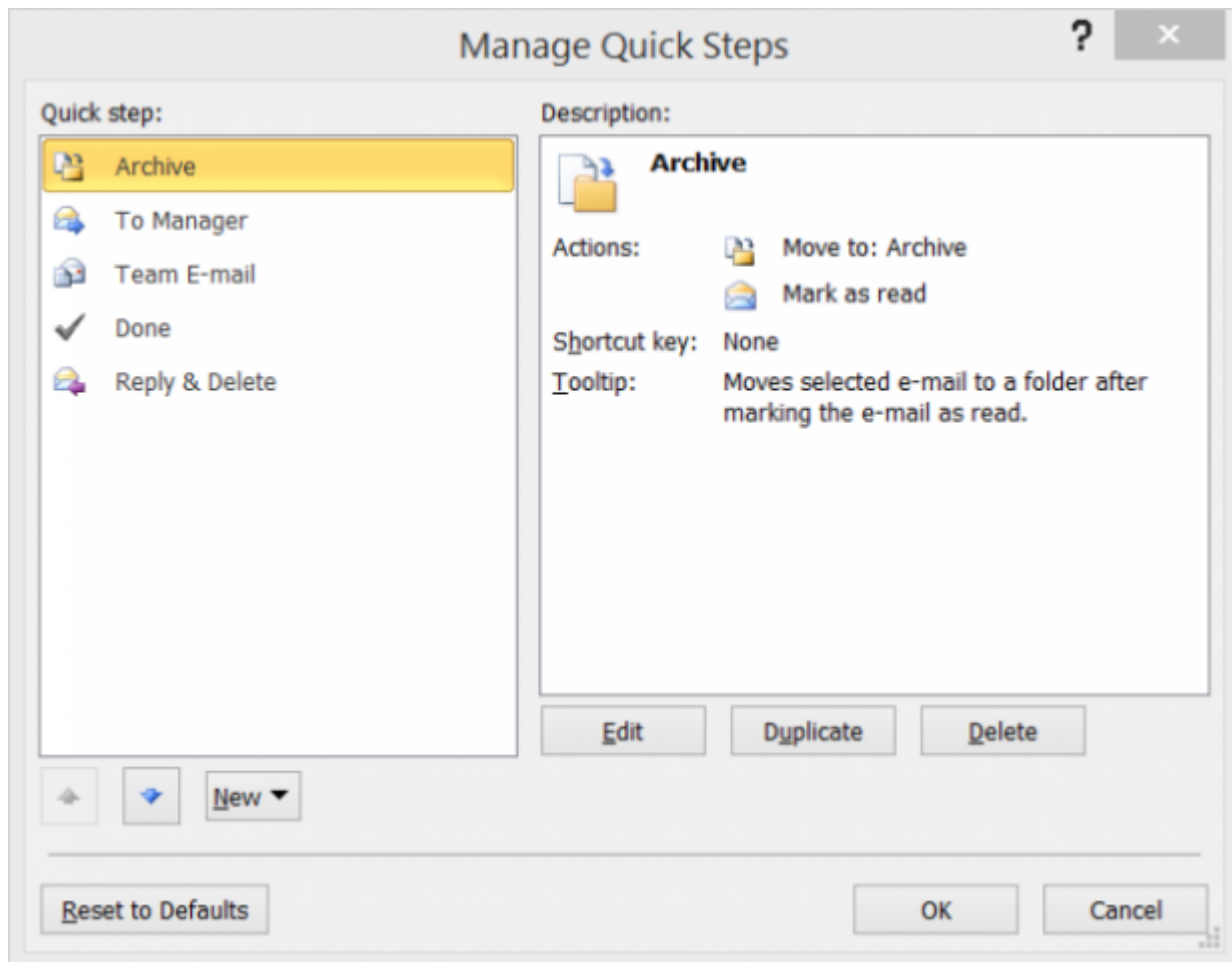 Manage Quick Steps
?
Quick step:
Archive
To Manager
Team E-mail
Done
Reply & Delete
New
Description:
Archive
Actions:
Move to: Archive
Mark as read
Shortcut key: None
Tooltip: Moves selected e-mail to a folder after
marking the e-mail as read.
Edit Duplicate Delete
Reset to Defaults
OK Cancel